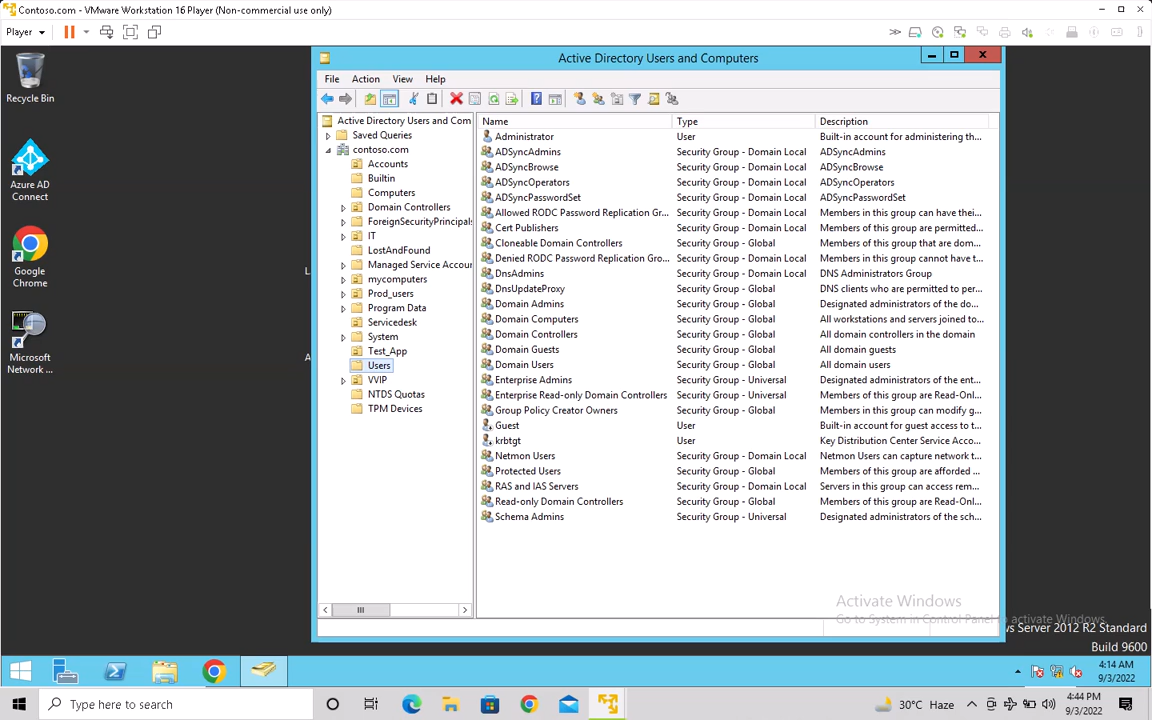 Contoso.com - VMware Workstation 16 Player (Non-commercial use only)
Player
Recycle Bin
Azure AD
Connect
Google
Chrome
Microsoft
Network ...
Active Directory Users and Computers
File Action View Help
Active Directory Users and Com
Saved Queries
contoso.com
Accounts
Builtin
Computers
Domain Controllers
ForeignSecurityPrincipals
IT
LostAndFound
Managed Service Accour
mycomputers
Prod_users
Program Data
Servicedesk
System
Test_App
Users
VVIP
NTDS Quotas
TPM Devices
Name Type Description
Administrator User Built-in account for administering th...
ADSyncAdmins Security Group - Domain Local ADSyncAdmins
ADSyncBrowse Security Group - Domain Local ADSyncBrowse
ADSyncOperators Security Group - Domain Local ADSyncOperators
ADSyncPasswordSet Security Group - Domain Local ADSyncPasswordSet
Allowed RODC Password Replication Gr... Security Group - Domain Local Members in this group can have thei...
Cert Publishers Security Group - Domain Local Members of this group are permitted...
Cloneable Domain Controllers Security Group - Global Members of this group that are dom...
Denied RODC Password Replication Gro... Security Group - Domain Local Members in this group cannot have t...
DnsAdmins Security Group - Domain Local DNS Administrators Group
DnsUpdateProxy Security Group - Global DNS clients who are permitted to per...
Domain Admins Security Group - Global Designated administrators of the do...
Domain Computers Security Group - Global All workstations and servers joined to...
Domain Controllers Security Group - Global All domain controllers in the domain
Domain Guests Security Group - Global All domain guests
Domain Users Security Group - Global All domain users
Enterprise Admins Security Group - Universal Designated administrators of the ent...
Enterprise Read-only Domain Controllers Security Group - Universal Members of this group are Read-Onl...
Group Policy Creator Owners Security Group - Global Members in this group can modify g...
Guest User Built-in account for guest access to t...
krbtgt User Key Distribution Center Service Acco...
Netmon Users Security Group - Domain Local Netmon Users can capture network t...
Protected Users Security Group - Global Members of this group are afforded ...
RAS and IAS Servers Security Group - Domain Local Servers in this group can access rem...
Read-only Domain Controllers Security Group - Global Members of this group are Read-Onl...
Schema Admins Security Group - Universal Designated administrators of the sch...
Activate Windows
Go to System in Control Panel to activate Windows.
vs Server 2012 R2 Standard
Build 9600
4:14 AM
9/3/2022
Type here to search
30°C Haze
4:44 PM
9/3/2022